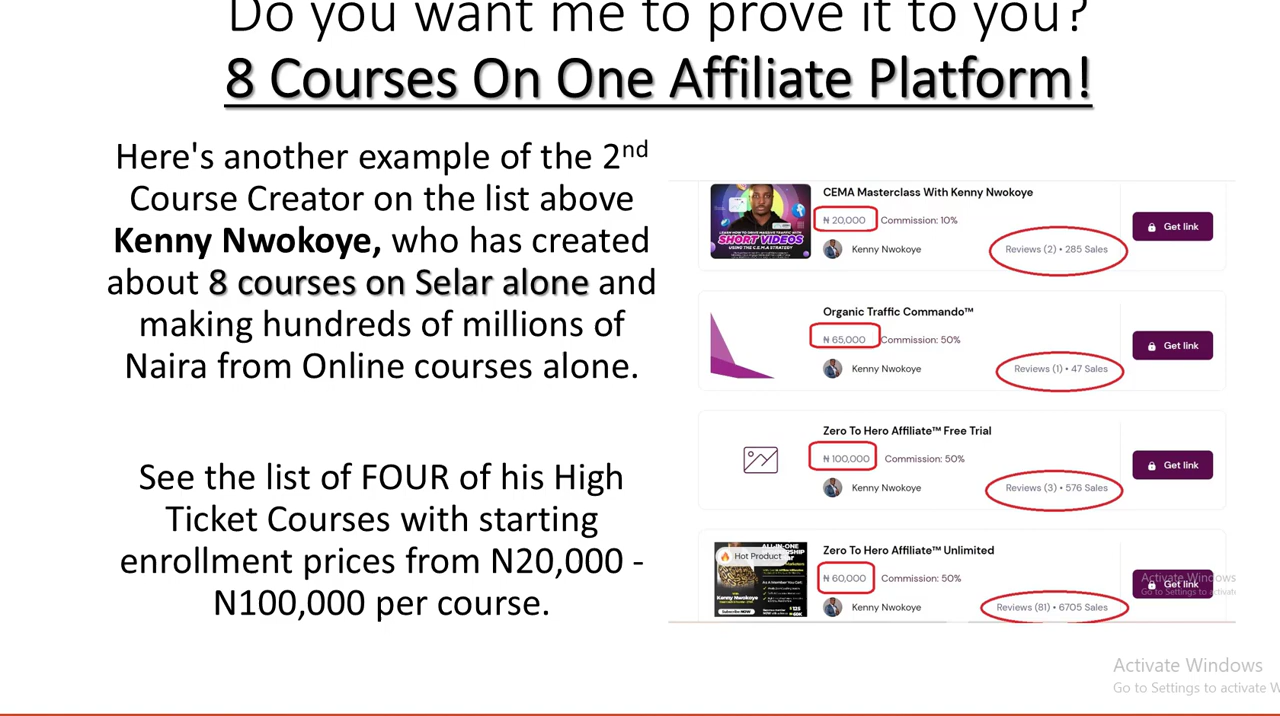 Do you want me to prove it to you?
8 Courses On One Affiliate Platform!
Here's another example of the 2nd
Course Creator on the list above
Kenny Nwokoye, who has created
about 8 courses on Selar alone and
making hundreds of millions of
Naira from Online courses alone.
See the list of FOUR of his High
Ticket Courses with starting
enrollment prices from N20,000 -
N100,000 per course.
SHORT VIDEOS
CEMA Masterclass With Kenny Nwokoye
₦ 20,000 Commission: 10%
Kenny Nwokoye
Reviews (2) • 285 Sales
Get link
Organic Traffic Commando™
₦ 65,000 Commission: 50%
Kenny Nwokoye
Reviews (1) • 47 Sales
Get link
Zero To Hero Affiliate™ Free Trial
₦ 100,000 Commission: 50%
Kenny Nwokoye
Reviews (3) • 576 Sales
Get link
Hot Product
Zero To Hero Affiliate™ Unlimited
₦ 60,000 Commission: 50%
Kenny Nwokoye
Reviews (81) • 6705 Sales
Get link
Activate Windows
Go to Settings to activate
Activate Windows
Go to Settings to activate W